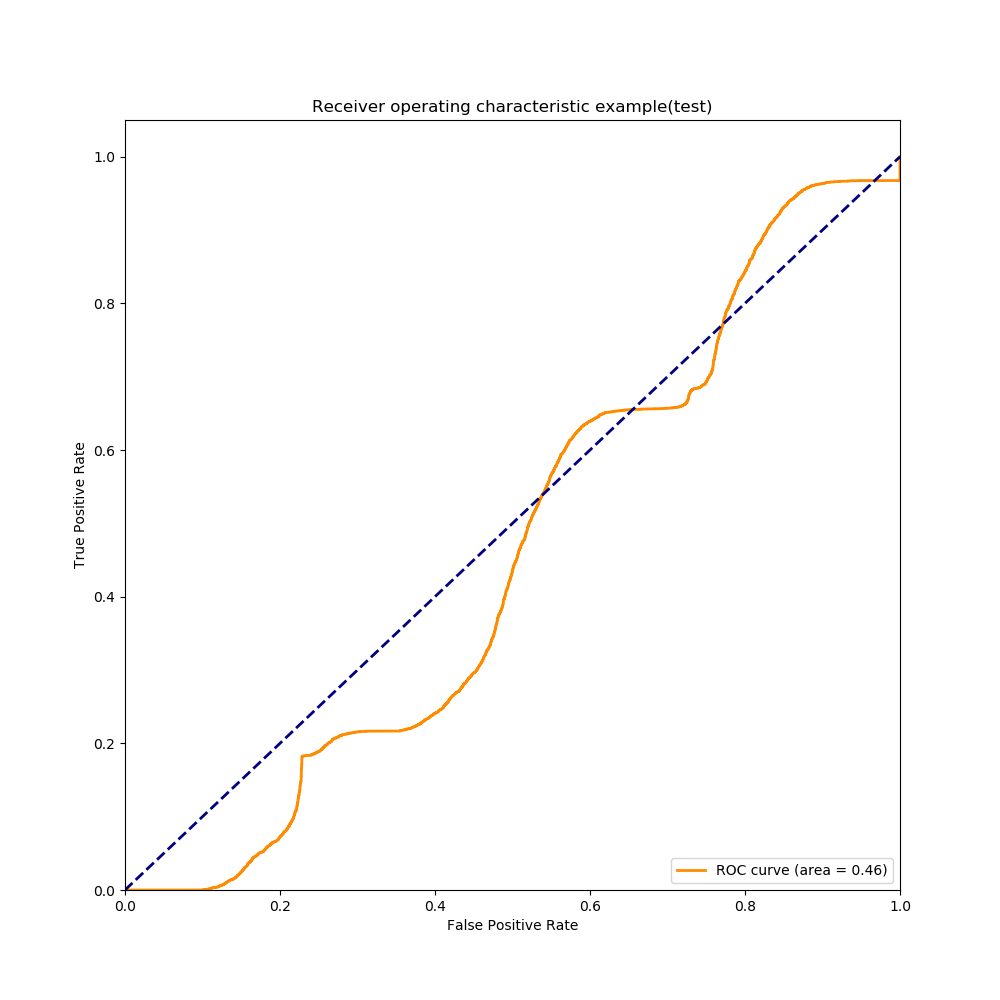 Receiver operating characteristic example(test)
1.0
0.8
0.6
0.4
0.2
0.0
True Positive Rate
ROC curve (area = 0.46)
0.0 0.2 0.4 0.6 0.8 1.0
False Positive Rate